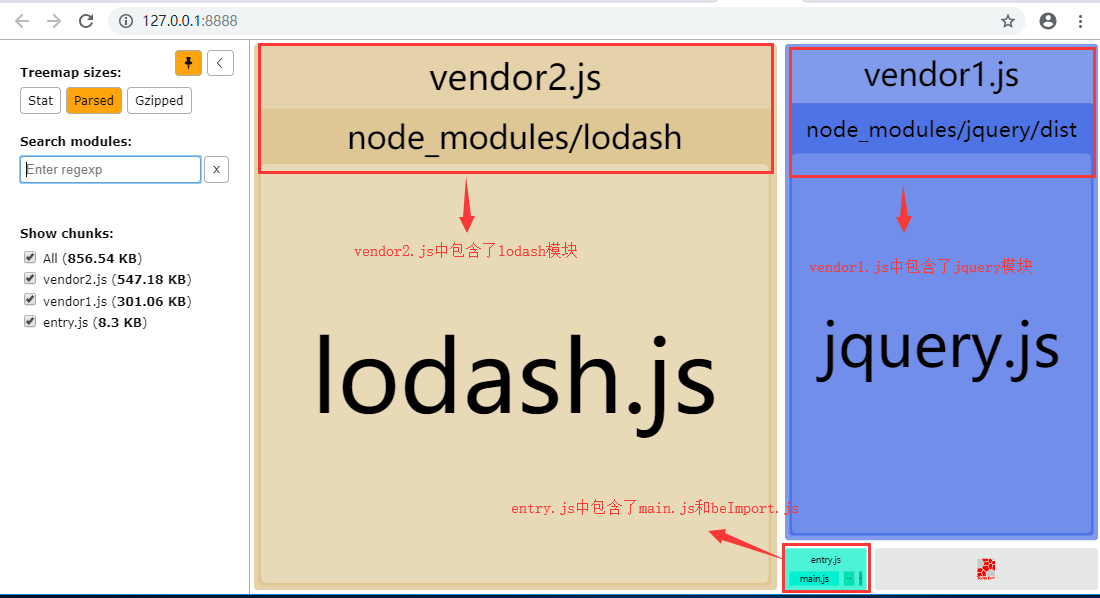 127.0.0.1:8888
Treemap sizes:
Stat
Parsed
Gzipped
Search modules:
Enter regexp
x
Show chunks:
All (856.54 KB)
vendor2.js (547.18 KB)
vendor1.js (301.06 KB)
entry.js (8.3 KB)
vendor2.js
node_modules/lodash
vendor2.js中包含了lodash模块
lodash.js
vendor1.js
node_modules/jquery/dist
vendor1.js中包含了jquery模块
jquery.js
entry.js中包含了main.js和beImport.js
entry.js
main.js